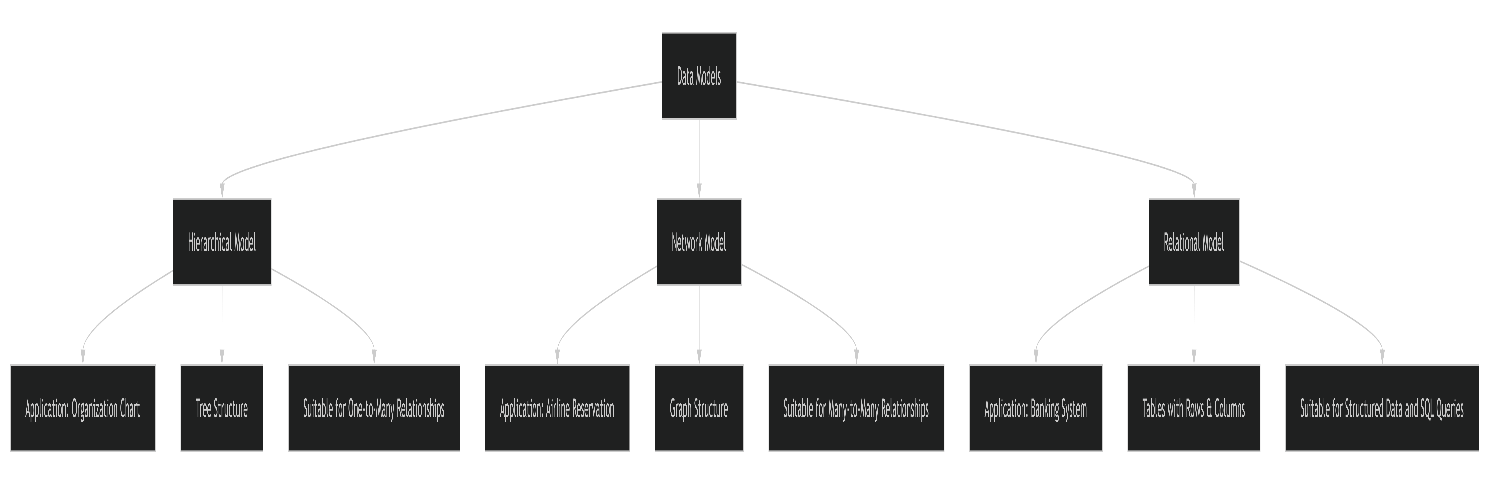 Data Models
Hierarchical Model
Network Model
Relational Model
Application: Organization Chart
Tree Structure
Suitable for One-to-Many Relationships
Application: Airline Reservation
Graph Structure
Suitable for Many-to-Many Relationships
Application: Banking System
Tables with Rows & Columns
Suitable for Structured Data and SQL Queries